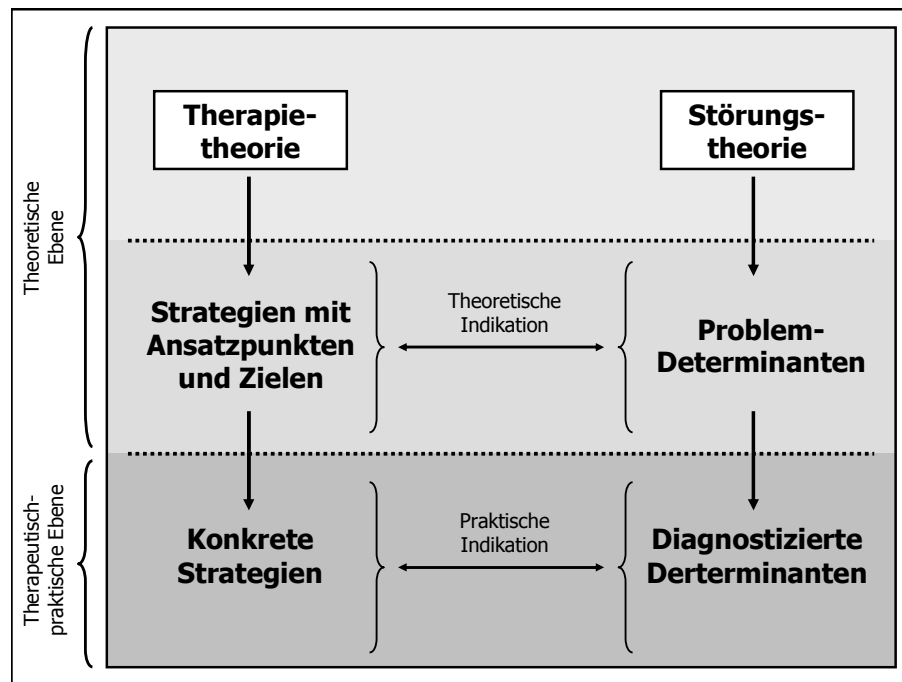 Therapie-
theorie
Störungs-
theorie
Theoretische
Ebene
Strategien mit
Ansatzpunkten
und Zielen
Theoretische
Indikation
Problem-
Determinanten
Therapeutisch-
praktische Ebene
Konkrete
Strategien
Praktische
Indikation
Diagnostizierte
Derterminanten